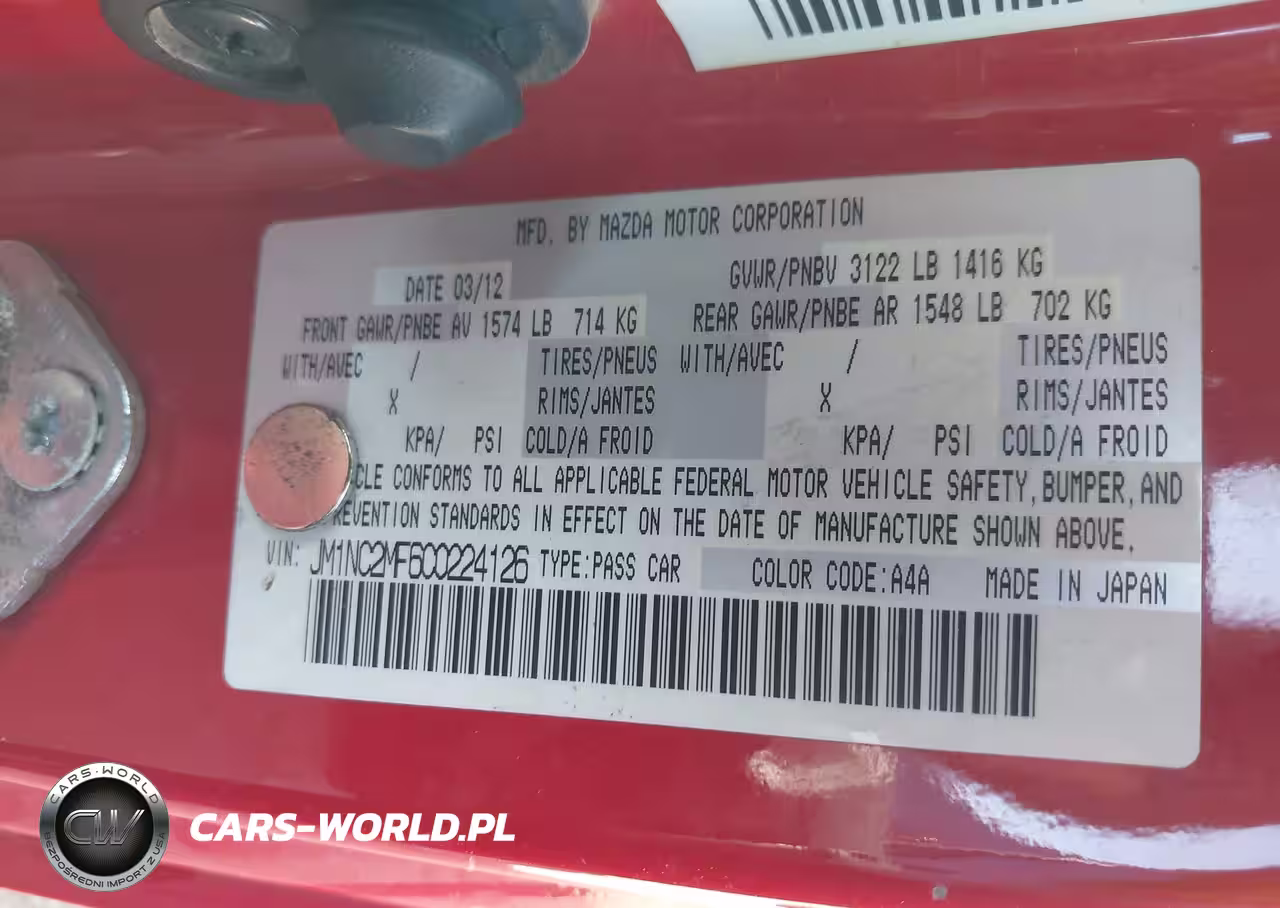 MFD. BY MAZDA MOTOR CORPORATION
DATE 03/12 GVWR/PNBV 3122 LB 1416 KG
FRONT GAWR/PNBE AV 1574 LB 714 KG REAR GAWR/PNBE AR 1548 LB 702 KG
WITH/AVEC / TIRES/PNEUS WITH/AVEC / TIRES/PNEUS
X RIMS/JANTES X RIMS/JANTES
KPA/ PSI COLD/A FROID KPA/ PSI COLD/A FROID
CLE CONFORMS TO ALL APPLICABLE FEDERAL MOTOR VEHICLE SAFETY, BUMPER, AND
REVENTION STANDARDS IN EFFECT ON THE DATE OF MANUFACTURE SHOWN ABOVE.
VIN: JM1NC2MF6C0224126 TYPE:PASS CAR COLOR CODE:A4A MADE IN JAPAN
CARS-WORLD
CW
BEZPOŚREDNI IMPORT Z USA
CARS-WORLD.PL